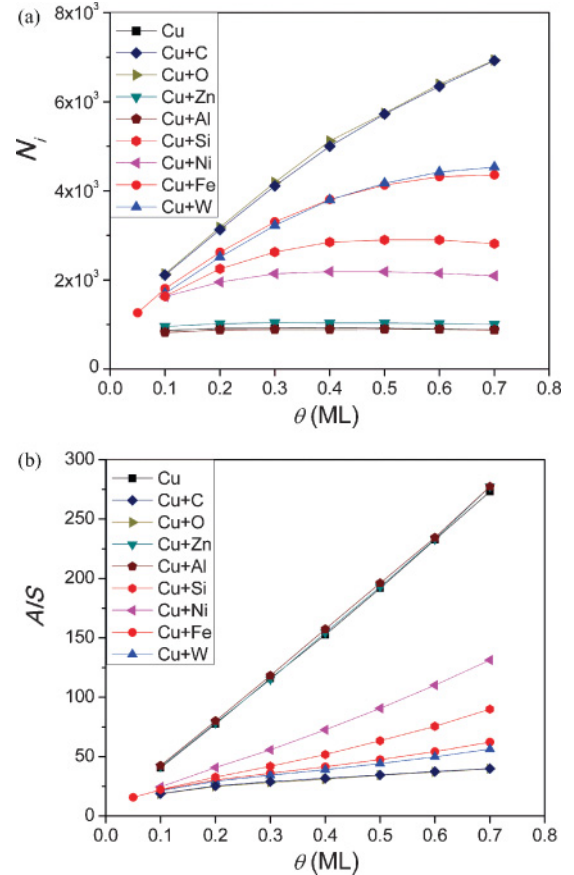 (a)
8x10³
6x10³
4x10³
2x10³
0
N_i
Cu
Cu+C
Cu+O
Cu+Zn
Cu+Al
Cu+Si
Cu+Ni
Cu+Fe
Cu+W
0.0 0.1 0.2 0.3 0.4 0.5 0.6 0.7 0.8
θ (ML)
(b)
300
250
200
150
100
50
0
AIS
Cu
Cu+C
Cu+O
Cu+Zn
Cu+Al
Cu+Si
Cu+Ni
Cu+Fe
Cu+W
0.0 0.1 0.2 0.3 0.4 0.5 0.6 0.7 0.8
θ (ML)